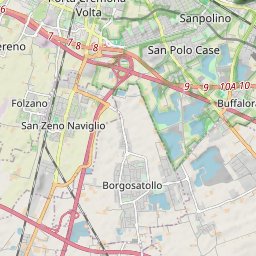 Porta Cremona
Volta
Sanpolino
San Polo Case
6
7
7
8
8
9
9
10A
10
Folzano
Buffalora
San Zeno Naviglio
Borgosatollo